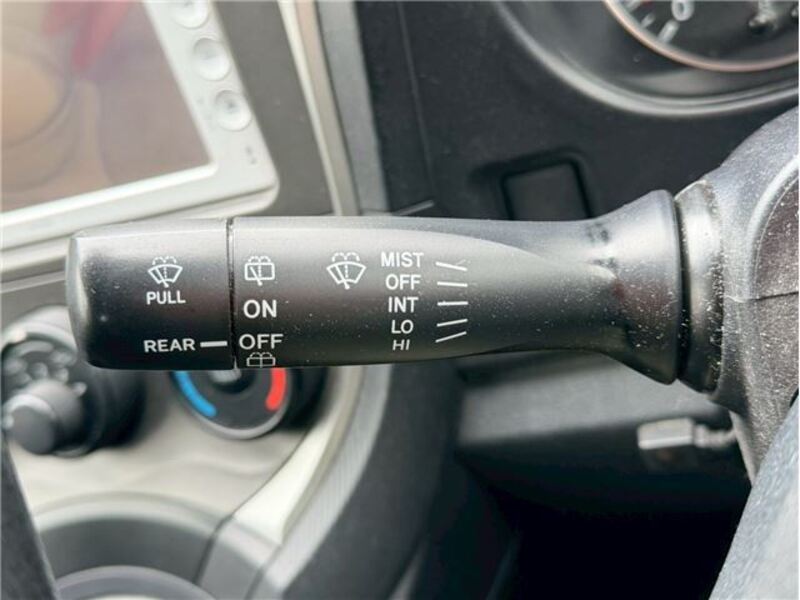 PULL
REAR
ON
OFF
MIST
OFF
INT
LO
HI